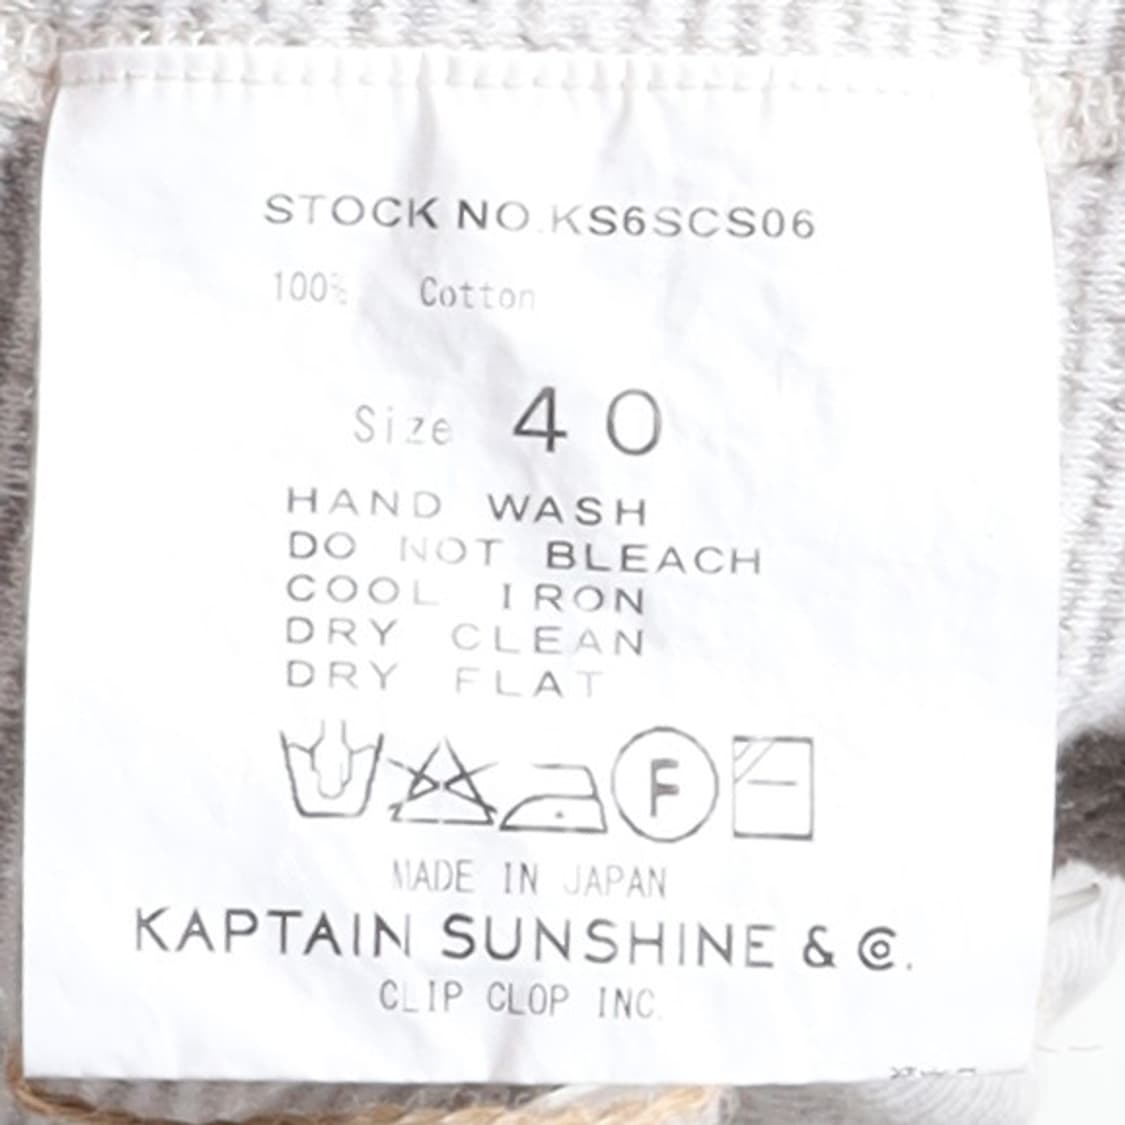 STOCK NO.KS6SCS06
100% Cotton
Size 40
HAND WASH
DO NOT BLEACH
COOL IRON
DRY CLEAN
DRY FLAT
F
MADE IN JAPAN
KAPTAIN SUNSHINE & Co.
CLIP CLOP INC.